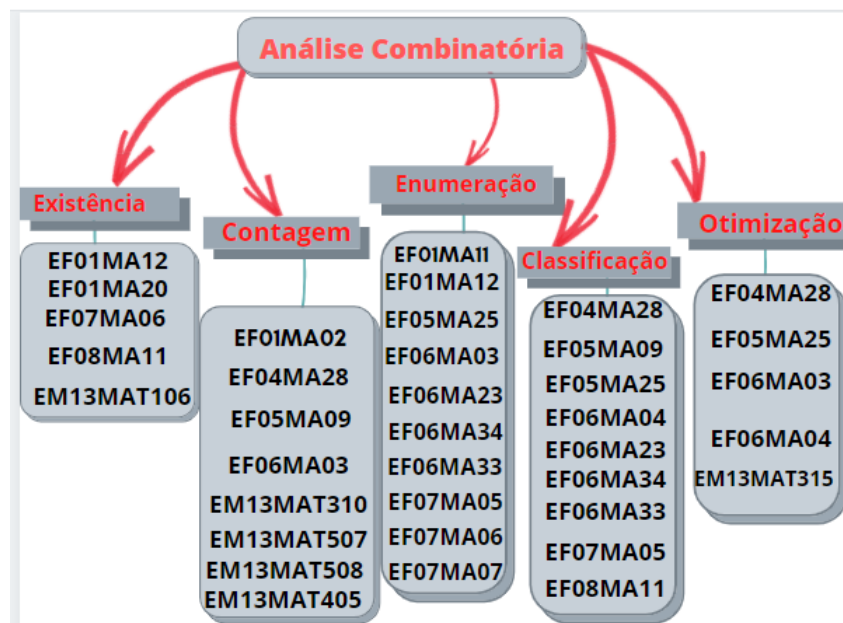 Análise Combinatória
Existência
EF01MA12
EF01MA20
EF07MA06
EF08MA11
EM13MAT106
Contagem
EF01MA02
EF04MA28
EF05MA09
EF06MA03
EM13MAT310
EM13MAT507
EM13MAT508
EM13MAT405
Enumeração
EF01MA11
EF01MA12
EF05MA25
EF06MA03
EF06MA23
EF06MA34
EF06MA33
EF07MA05
EF07MA06
EF07MA07
Classificação
EF04MA28
EF05MA09
EF05MA25
EF06MA04
EF06MA23
EF06MA34
EF06MA33
EF07MA05
EF08MA11
Otimização
EF04MA28
EF05MA25
EF06MA03
EF06MA04
EM13MAT315